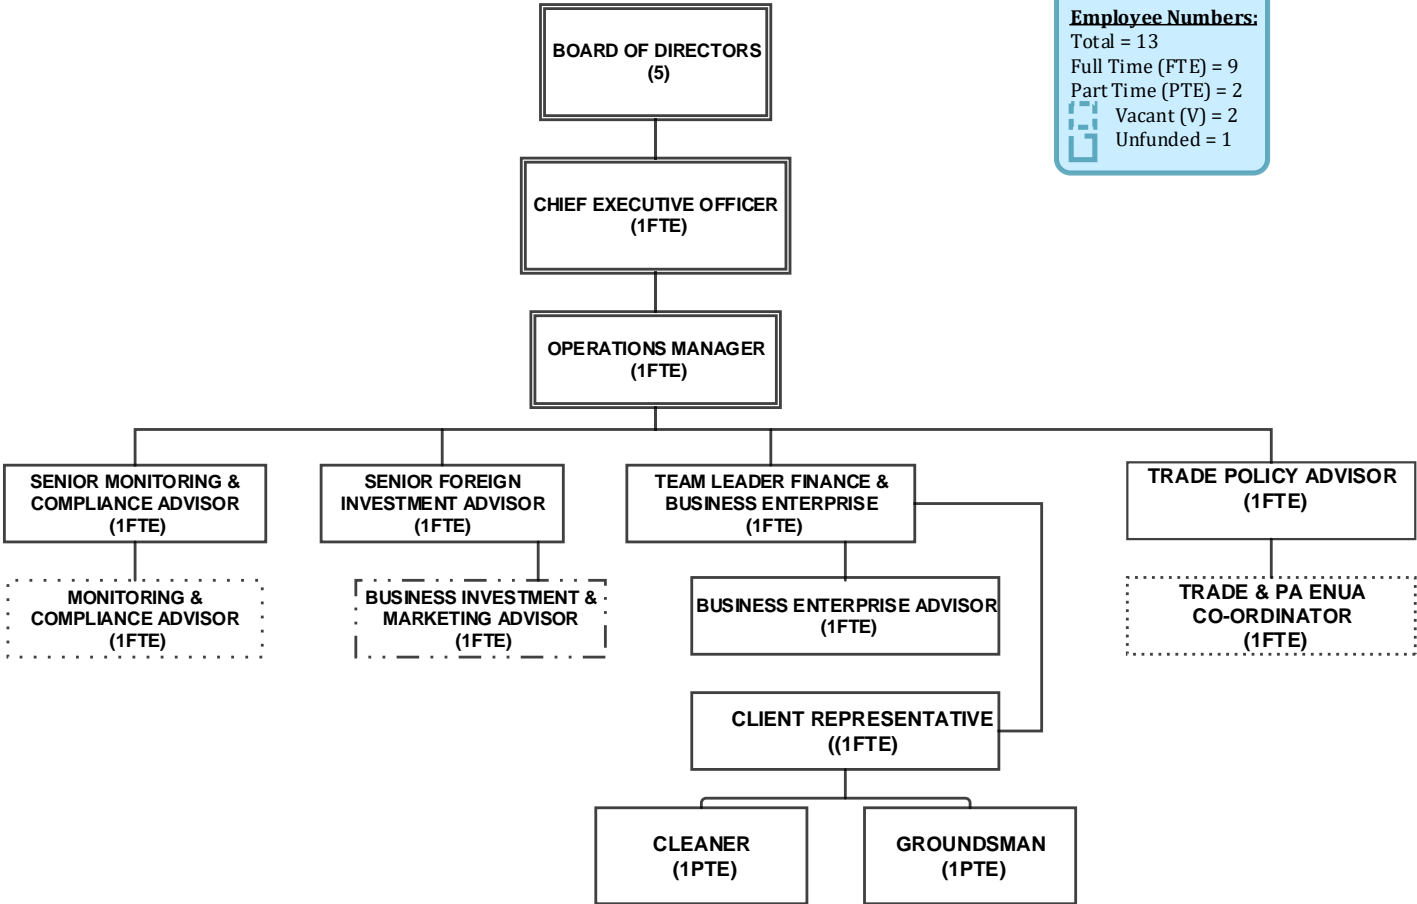 Employee Numbers:
Total = 13
Full Time (FTE) = 9
Part Time (PTE) = 2
Vacant (V) = 2
Unfunded = 1
BOARD OF DIRECTORS
(5)
CHIEF EXECUTIVE OFFICER
(1FTE)
OPERATIONS MANAGER
(1FTE)
SENIOR MONITORING &
COMPLIANCE ADVISOR
(1FTE)
SENIOR FOREIGN
INVESTMENT ADVISOR
(1FTE)
TEAM LEADER FINANCE &
BUSINESS ENTERPRISE
(1FTE)
TRADE POLICY ADVISOR
(1FTE)
MONITORING &
COMPLIANCE ADVISOR
(1FTE)
BUSINESS INVESTMENT &
MARKETING ADVISOR
(1FTE)
BUSINESS ENTERPRISE ADVISOR
(1FTE)
TRADE & PA ENUA
CO-ORDINATOR
(1FTE)
CLIENT REPRESENTATIVE
((1FTE)
CLEANER
(1PTE)
GROUNDSMAN
(1PTE)